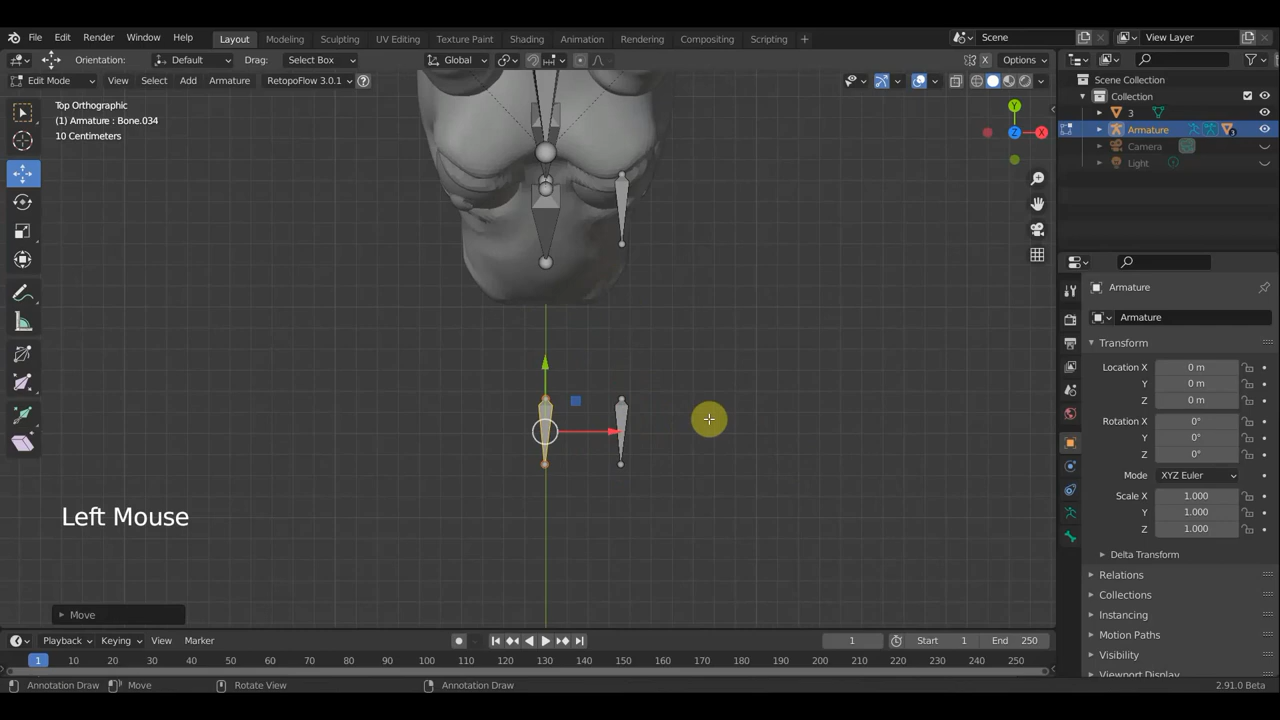 File Edit Render Window Help Layout Modeling Sculpting UV Editing Texture Paint Shading Animation Rendering Compositing Scripting + Scene View Layer
Orientation: Default Drag: Select Box Global X Options
Edit Mode View Select Add Armature RetopoFlow 3.0.1 ?
Top Orthographic
(1) Armature : Bone.034
10 Centimeters
Y
X
Z
Scene Collection
Collection
3
Armature 3
Camera
Light
Armature
Armature
Transform
Location X 0 m
Y 0 m
Z 0 m
Rotation X 0°
Y 0°
Z 0°
Mode XYZ Euler
Scale X 1.000
Y 1.000
Z 1.000
Delta Transform
Relations
Collections
Instancing
Motion Paths
Visibility
Viewport Display
Left Mouse
Move
Playback Keying View Marker 1 Start 1 End 250
1 10 20 30 40 50 60 70 80 90 100 110 120 130 140 150 160 170 180 190 200 210 220 230 240 250
Annotation Draw Move Rotate View Annotation Draw 2.91.0 Beta